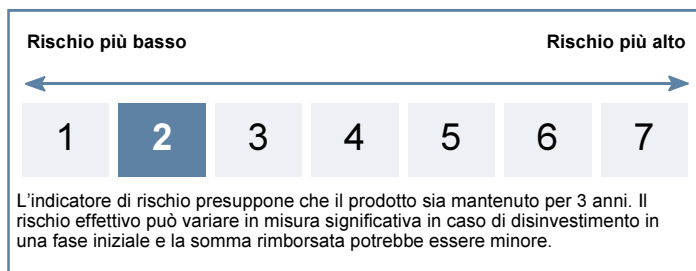 Rischio più basso Rischio più alto
1 2 3 4 5 6 7
L'indicatore di rischio presuppone che il prodotto sia mantenuto per 3 anni. Il
rischio effettivo può variare in misura significativa in caso di disinvestimento in
una fase iniziale e la somma rimborsata potrebbe essere minore.